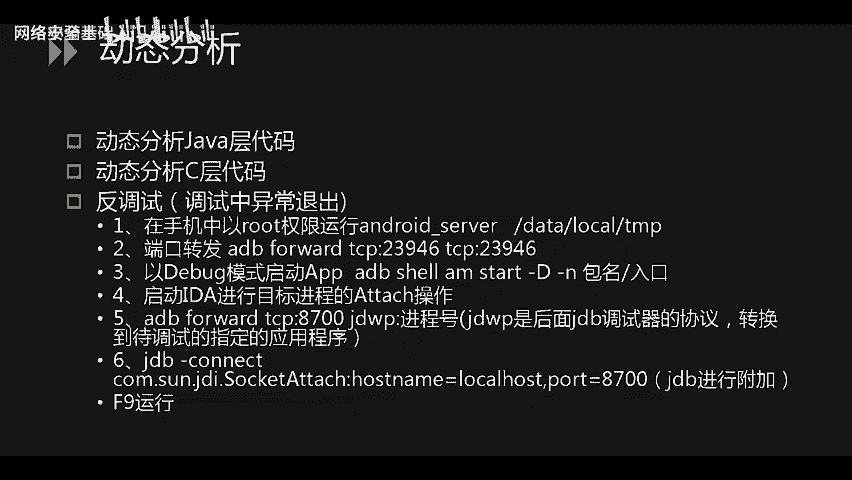 网络安全基础入门
动态分析
动态分析Java层代码
动态分析C层代码
反调试（调试中异常退出）
• 1、在手机中以root权限运行android_server /data/local/tmp
• 2、端口转发 adb forward tcp:23946 tcp:23946
• 3、以Debug模式启动App adb shell am start -D -n 包名/入口
• 4、启动IDA进行目标进程的Attach操作
• 5、adb forward tcp:8700 jdwp:进程号(jdwp是后面jdb调试器的协议，转换
到待调试的指定的应用程序）
• 6、jdb -connect
com.sun.jdi.SocketAttach:hostname=localhost,port=8700（jdb进行附加）
• F9运行